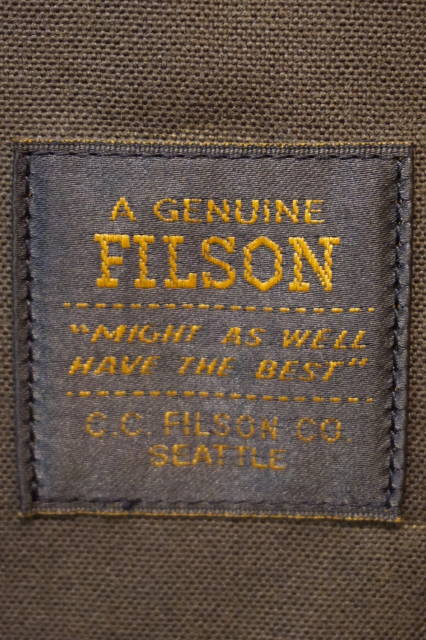 A GENUINE
FILSON
"MIGHT AS WELL
HAVE THE BEST"
C.C. FILSON CO.
SEATTLE